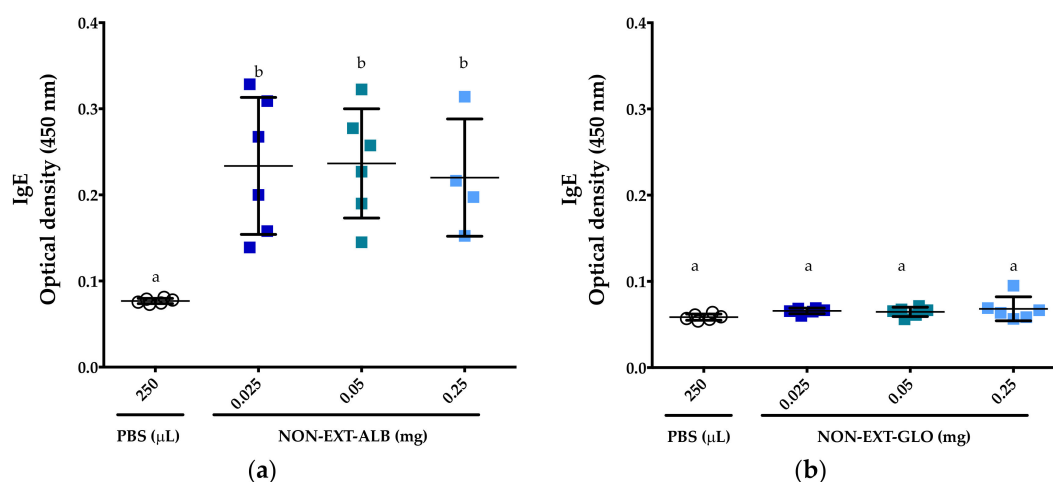 0.4
0.3
0.2
0.1
0.0
IgE
Optical density (450 nm)
a
b
b
b
250
0.025
0.05
0.25
PBS (µL)
NON-EXT-ALB (mg)
(a)
0.4
0.3
0.2
0.1
0.0
IgE
Optical density (450 nm)
a
a
a
a
250
0.025
0.05
0.25
PBS (µL)
NON-EXT-GLO (mg)
(b)